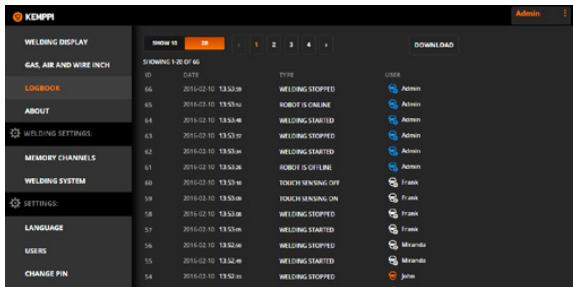 KEMPPI
Admin
WELDING DISPLAY
GAS, AIR AND WIRE INCH
LOGBOOK
ABOUT
WELDING SETTINGS:
MEMORY CHANNELS
WELDING SYSTEM
SETTINGS:
LANGUAGE
USERS
CHANGE PIN
SHOW 10 20 ‹ 1 2 3 4 › DOWNLOAD
SHOWING 1-20 OF 66
ID DATE TYPE USER
66 2016-02-10 13:53:59 WELDING STOPPED Admin
65 2016-02-10 13:53:52 ROBOT IS ONLINE Admin
64 2016-02-10 13:53:48 WELDING STARTED Admin
63 2016-02-10 13:53:37 WELDING STOPPED Admin
62 2016-02-10 13:53:34 WELDING STARTED Admin
61 2016-02-10 13:53:26 ROBOT IS OFFLINE Admin
60 2016-02-10 13:53:10 TOUCH SENSING OFF Frank
59 2016-02-10 13:53:09 TOUCH SENSING ON Frank
58 2016-02-10 13:53:08 WELDING STOPPED Frank
57 2016-02-10 13:53:05 WELDING STARTED Frank
56 2016-02-10 13:52:50 WELDING STOPPED Miranda
55 2016-02-10 13:52:49 WELDING STARTED Miranda
54 2016-02-10 13:52:33 WELDING STOPPED John